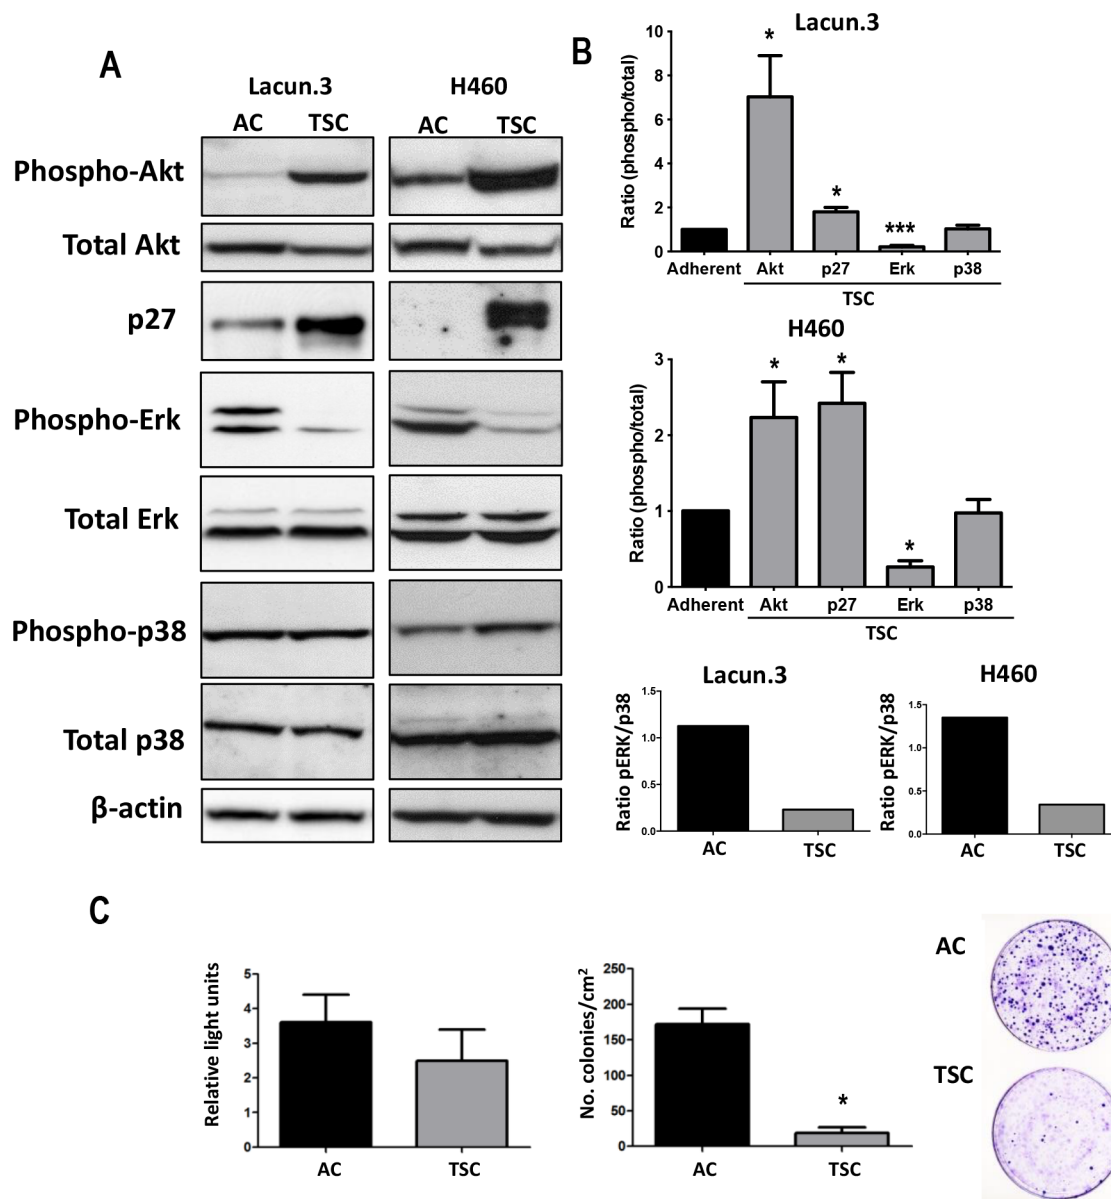 A
Lacun.3 H460
AC TSC AC TSC
Phospho-Akt
Total Akt
p27
Phospho-Erk
Total Erk
Phospho-p38
Total p38
β-actin
B
Lacun.3
Ratio (phospho/total)
10
8
6
4
2
0
*
*
***
Adherent Akt p27 Erk p38
TSC
H460
Ratio (phospho/total)
3
2
1
0
*
*
*
Adherent Akt p27 Erk p38
TSC
Lacun.3
Ratio pERK/p38
1.5
1.0
0.5
0.0
AC TSC
H460
Ratio pERK/p38
1.5
1.0
0.5
0.0
AC TSC
C
Relative light units
5
4
3
2
1
0
AC TSC
No. colonies/cm²
250
200
150
100
50
0
*
AC TSC
AC
TSC